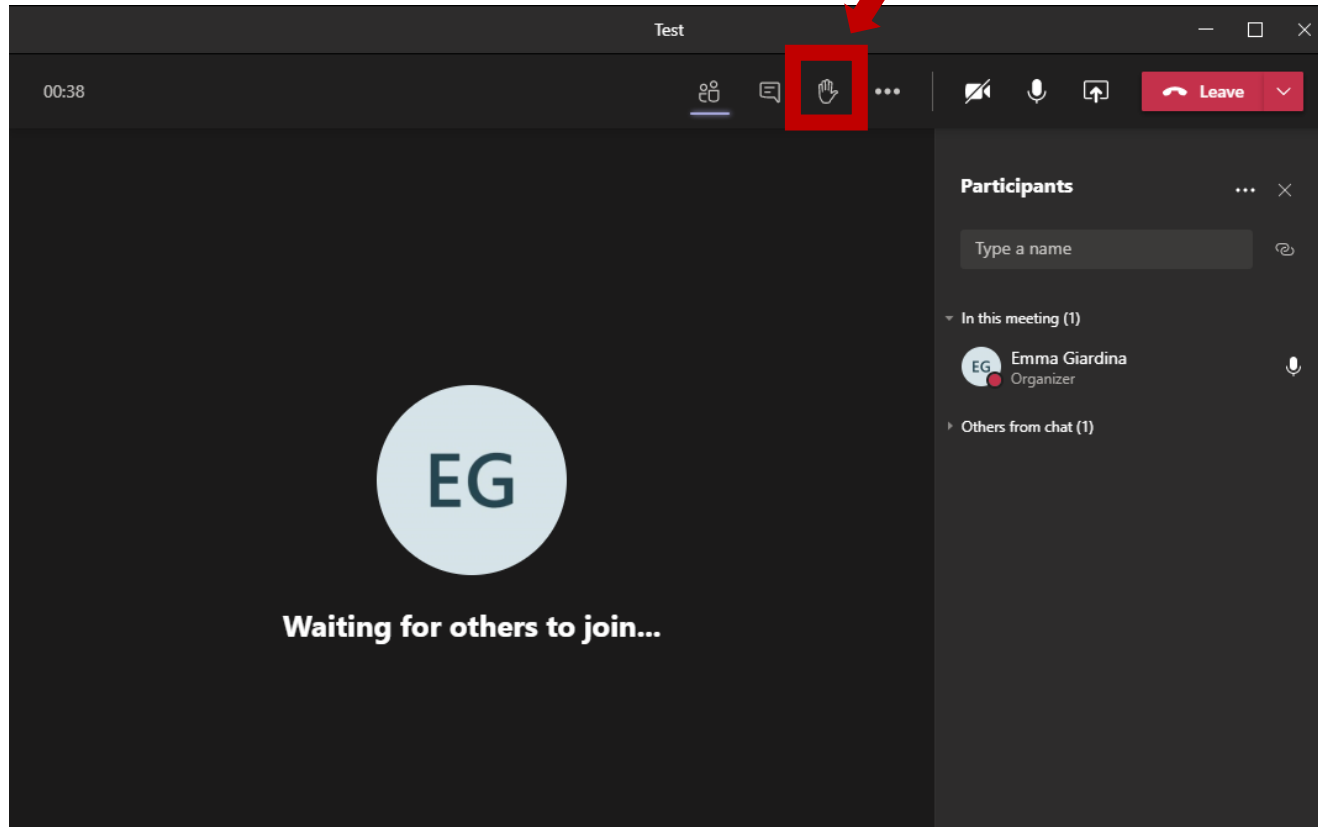 Test
00:38
Leave
Participants
Type a name
In this meeting (1)
EG
Emma Giardina
Organizer
Others from chat (1)
EG
Waiting for others to join...